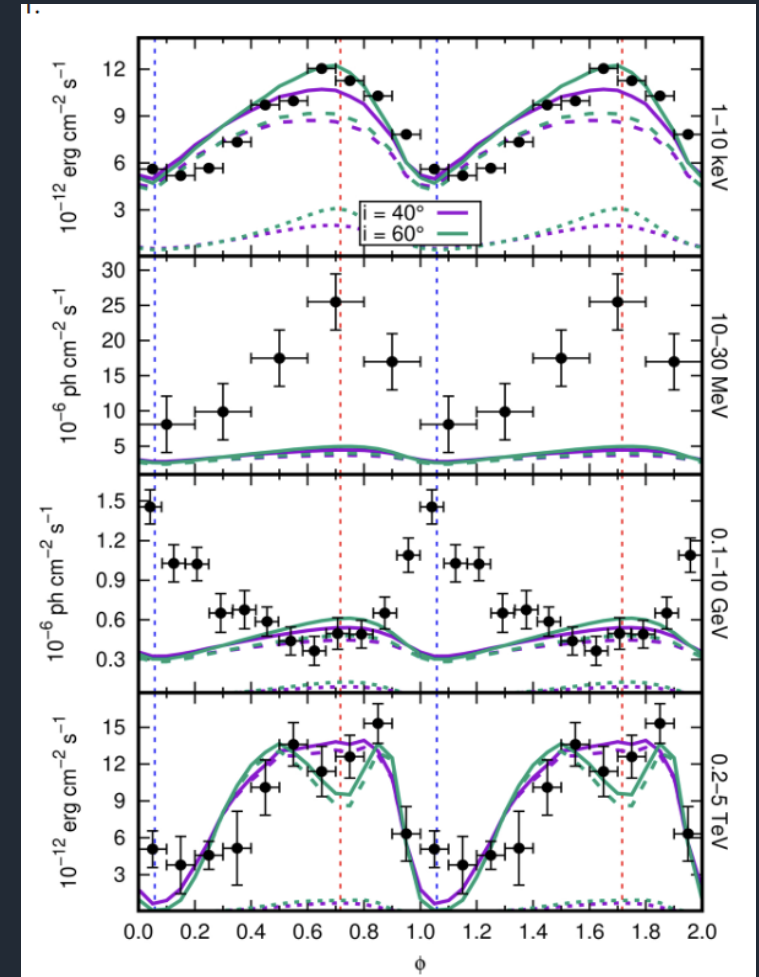 12
9
6
3
10⁻¹² erg cm⁻² s⁻¹
1–10 keV
i = 40°
i = 60°
30
25
20
15
10
5
10⁻⁶ ph cm⁻² s⁻¹
10–30 MeV
1.5
1.2
0.9
0.6
0.3
10⁻⁶ ph cm⁻² s⁻¹
0.1–10 GeV
15
12
9
6
3
10⁻¹² erg cm⁻² s⁻¹
0.2–5 TeV
0.0 0.2 0.4 0.6 0.8 1.0 1.2 1.4 1.6 1.8 2.0
ϕ